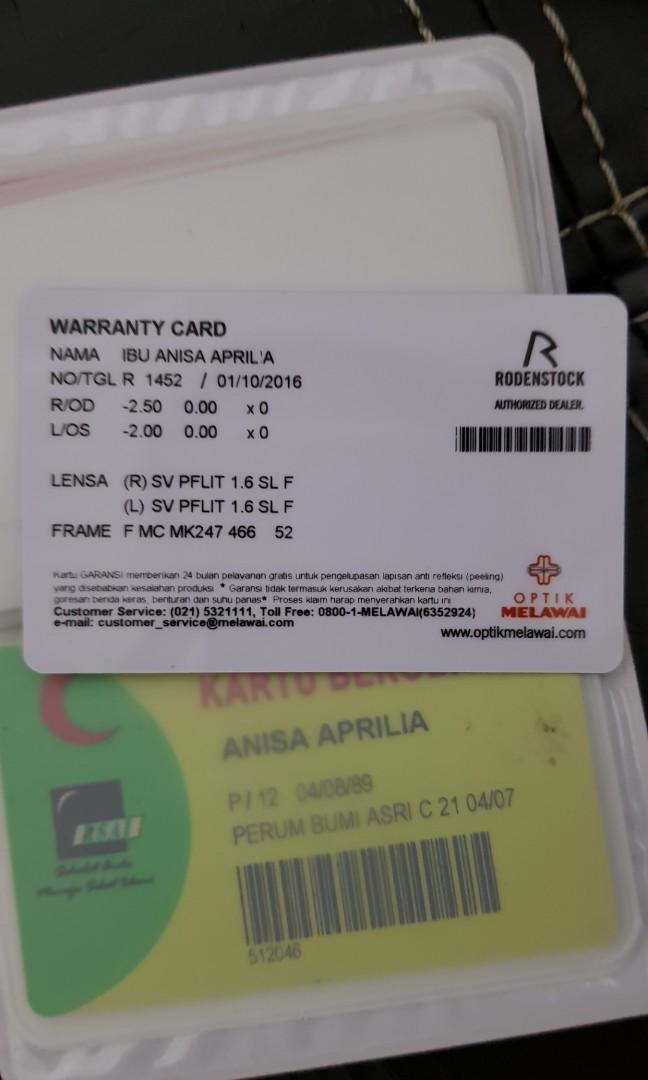 WARRANTY CARD
NAMA IBU ANISA APRIL'A
NO/TGL R 1452 / 01/10/2016
R/OD -2.50 0.00 x 0
L/OS -2.00 0.00 x 0
RODENSTOCK
AUTHORIZED DEALER.
LENSA (R) SV PFLIT 1.6 SL F
(L) SV PFLIT 1.6 SL F
FRAME F MC MK247 466 52
Kartu GARANSI memberikan 24 bulan pelayanan gratis untuk pengelupasan lapisan anti refleksi (peeling)
yang disebabkan kesalahan produksi * Garansi tidak termasuk kerusakan akibat terkena bahan kimia,
goresan benda keras, benturan dan suhu panas* Proses klaim harap menyerahkan kartu ini
Customer Service: (021) 5321111, Toll Free: 0800-1-MELAWAI(6352924)
e-mail: customer_service@melawai.com
OPTIK
MELAWAI
www.optikmelawai.com
KARTU
ANISA APRILIA
P / 12 04/08/89
PERUM BUMI ASRI C 21 04/07
RSAI
512046